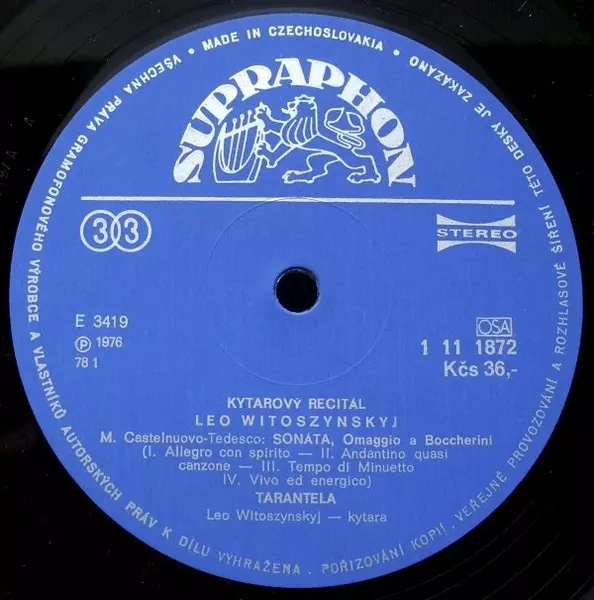 VŠECHNA PRÁVA GRAMOFONOVÉHO VÝROBCE A VLASTNÍKŮ AUTORSKÝCH PRÁV K DÍLU VYHRAŽENA. POŘIZOVÁNÍ KOPIÍ, VEŘEJNÉ PROVOZOVÁNÍ A ROZHLASOVÉ ŠÍŘENÍ TÉTO DESKY JE ZAKÁZÁNO • MADE IN CZECHOSLOVAKIA •
SUPRAPHON
33
STEREO
E 3419
Ⓟ 1976
78 1
OSA
1 11 1872
Kčs 36,-
KYTAROVÝ RECITÁL
LEO WITOSZYNSKYJ
M. Castelnuovo-Tedesco: SONATA, Omaggio a Boccherini
(I. Allegro con spirito — II. Andantino quasi
canzone — III. Tempo di Minuetto
IV. Vivo ed energico)
TARANTELA
Leo Witoszynskyj — kytara